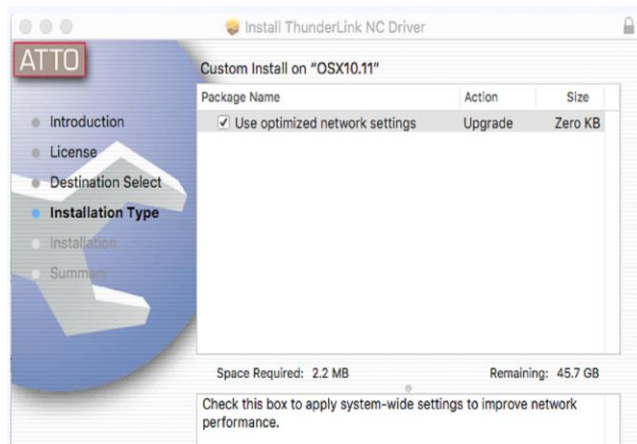 Install ThunderLink NC Driver
ATTO
Custom Install on "OSX10.11"
Package Name Action Size
Use optimized network settings Upgrade Zero KB
Introduction
License
Destination Select
Installation Type
Installation
Summary
Space Required: 2.2 MB Remaining: 45.7 GB
Check this box to apply system-wide settings to improve network
performance.